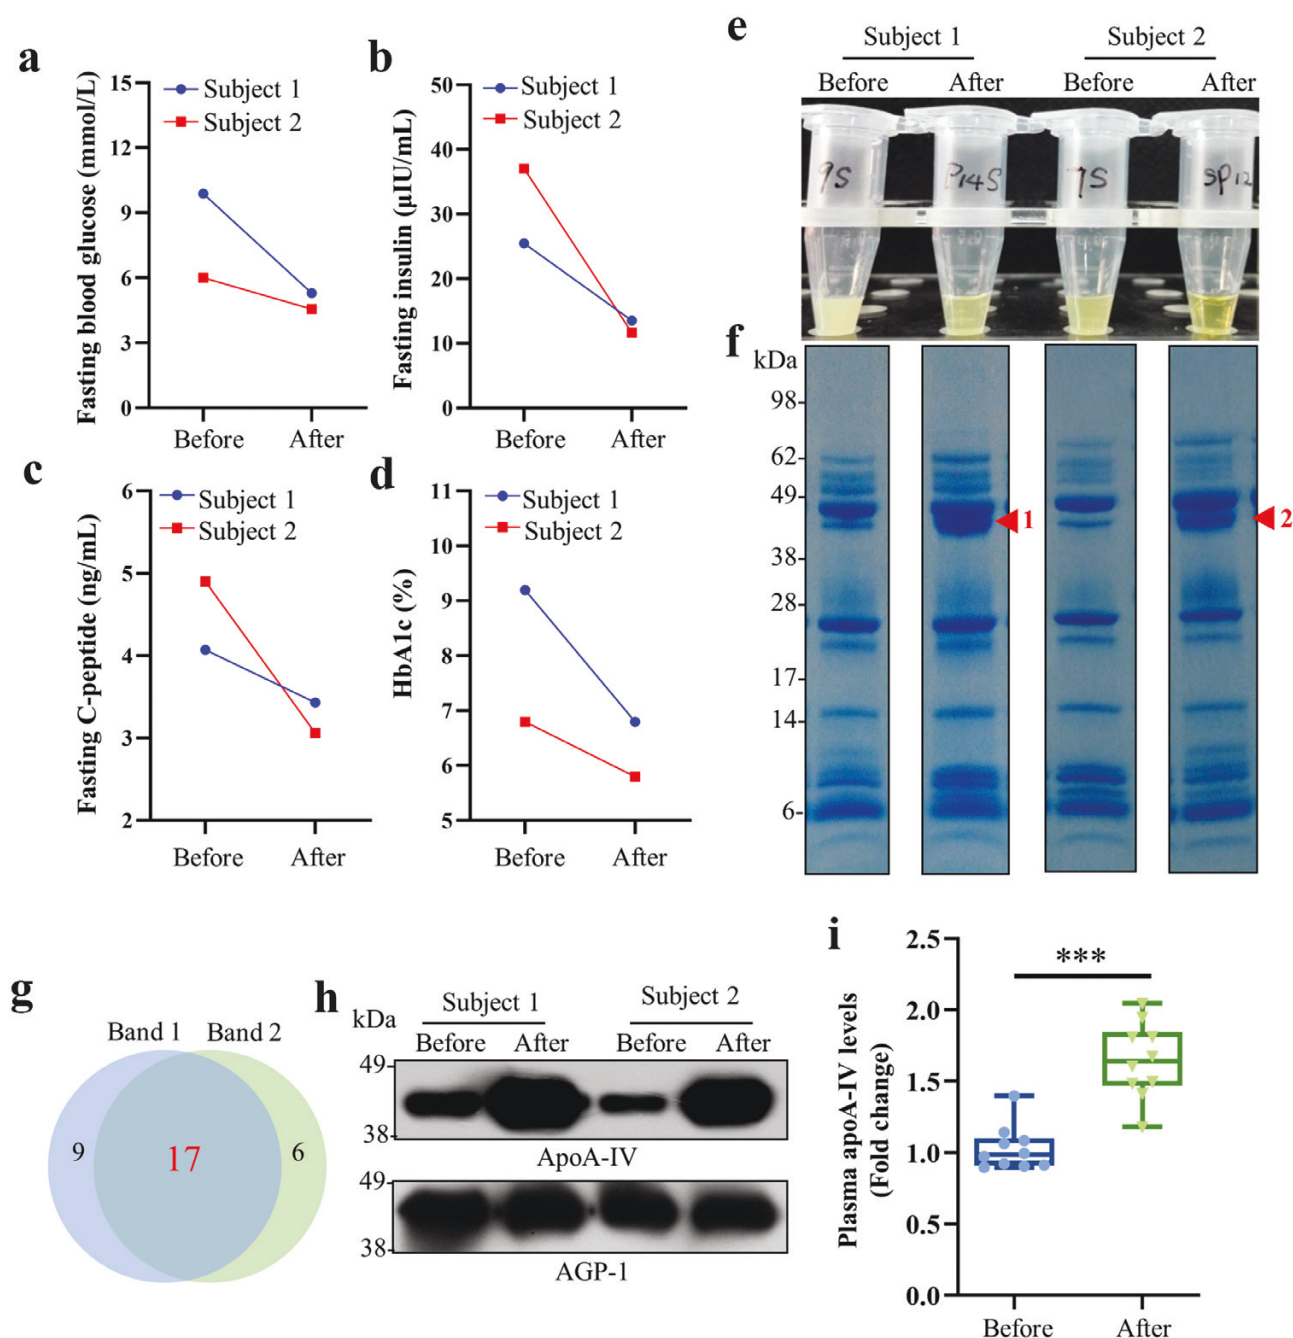 a
Fasting blood glucose (mmol/L)
15
12
9
6
3
0
Subject 1
Subject 2
Before After
b
Fasting insulin (μIU/mL)
50
40
30
20
10
0
Subject 1
Subject 2
Before After
c
Fasting C-peptide (ng/mL)
6
5
4
3
2
Subject 1
Subject 2
Before After
d
HbA1c (%)
11
10
9
8
7
6
5
Subject 1
Subject 2
Before After
e
Subject 1 Subject 2
Before After Before After
9S P14S 7S SP12
f
kDa
98
62
49
38
28
17
14
6
1
2
g
Band 1 Band 2
9 17 6
h
Subject 1 Subject 2
kDa
Before After Before After
49
38
ApoA-IV
49
38
AGP-1
i
Plasma apoA-IV levels
(Fold change)
2.5
2.0
1.5
1.0
0.5
0.0
***
Before After